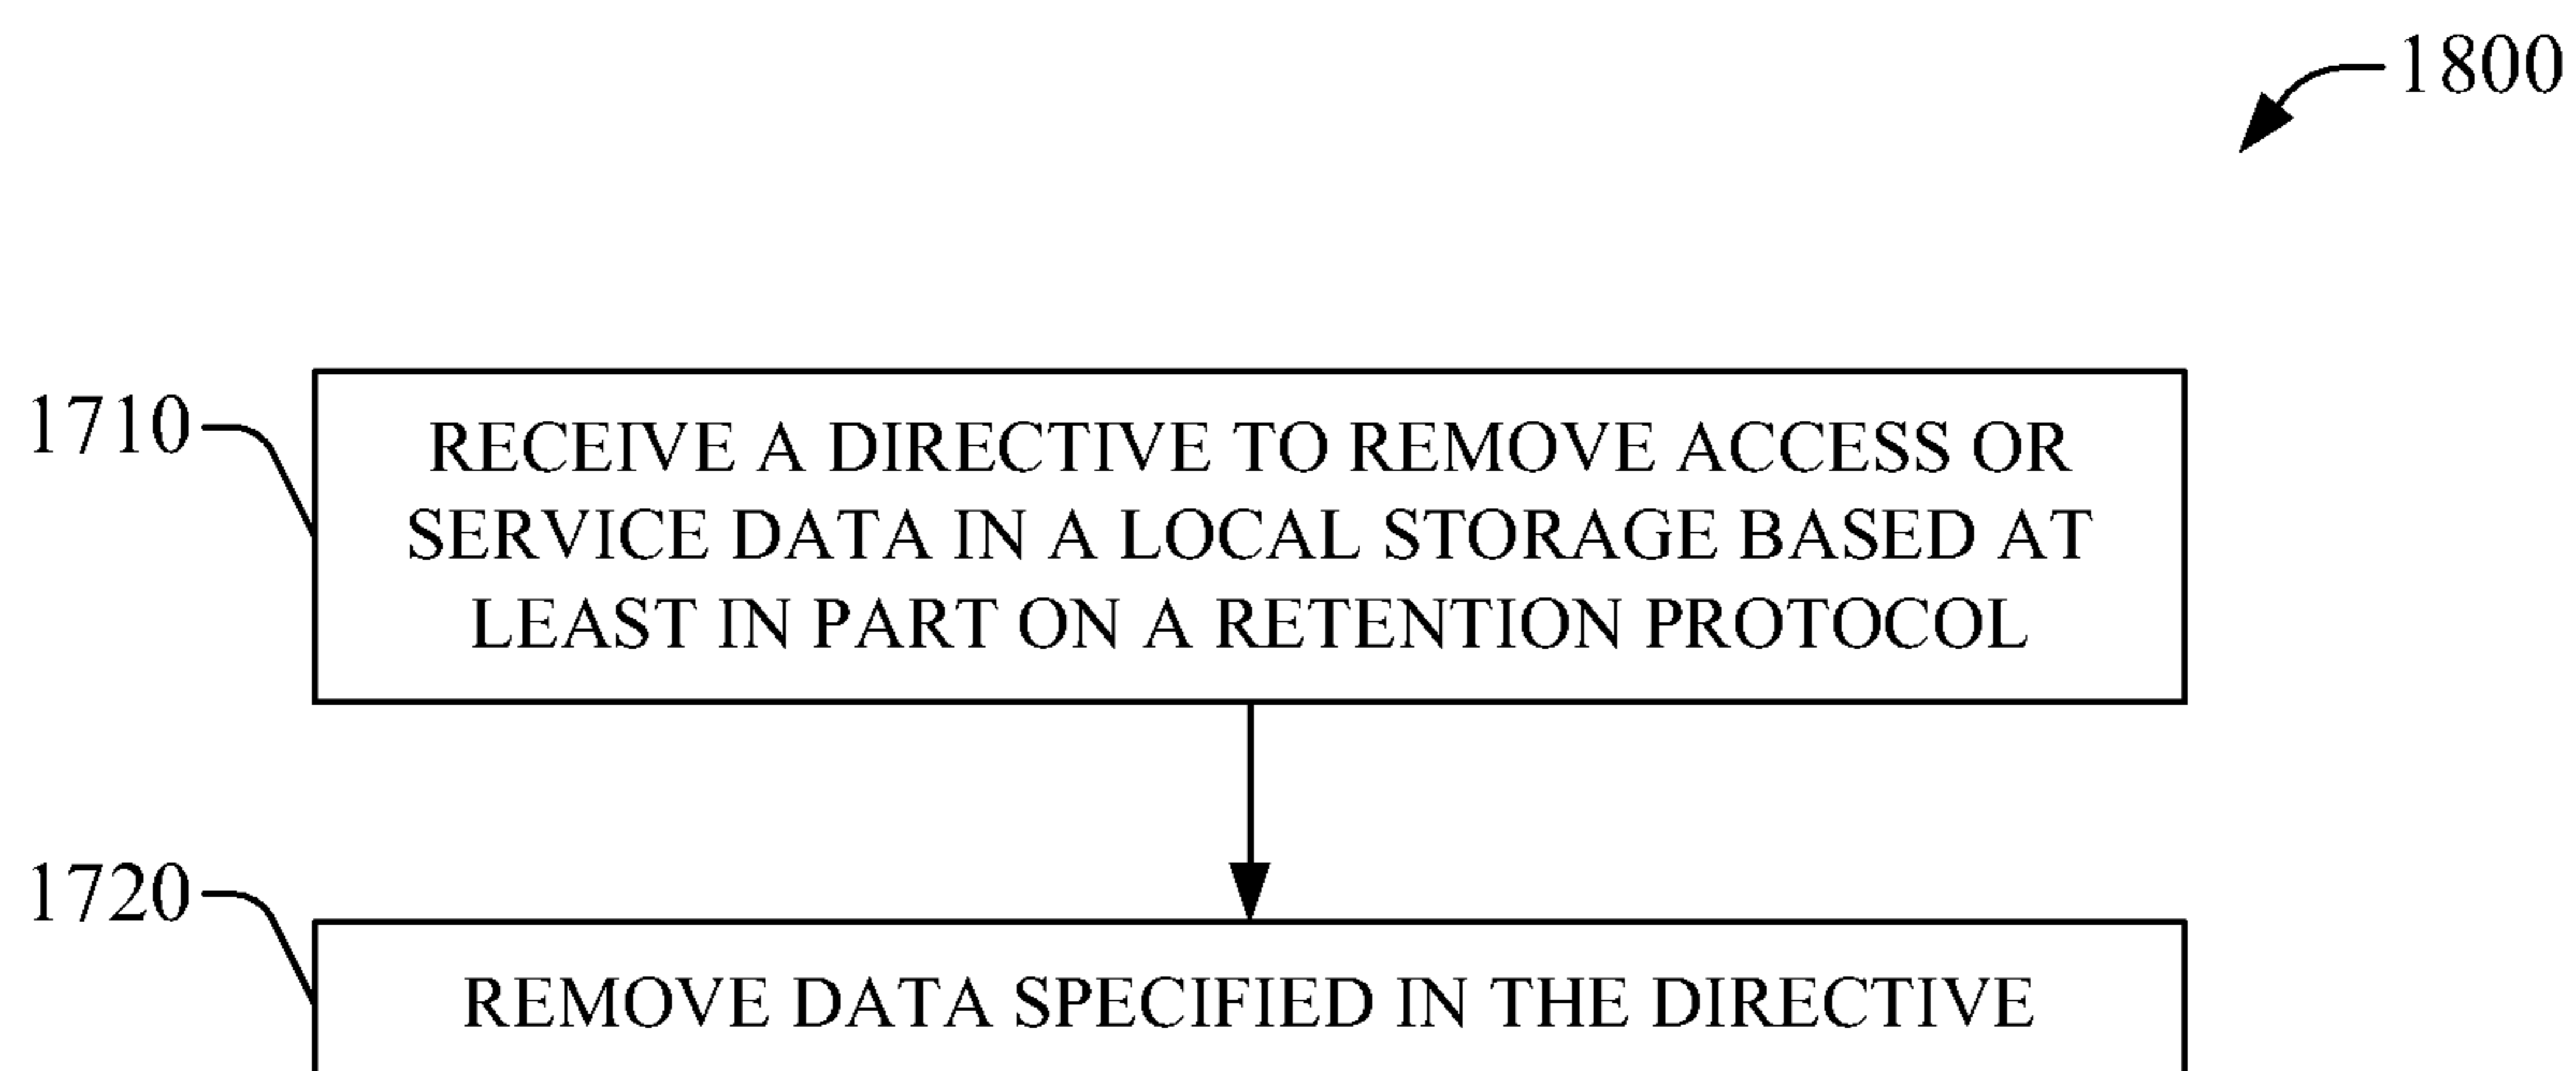 1800
1710
RECEIVE A DIRECTIVE TO REMOVE ACCESS OR
SERVICE DATA IN A LOCAL STORAGE BASED AT
LEAST IN PART ON A RETENTION PROTOCOL
1720
REMOVE DATA SPECIFIED IN THE DIRECTIVE